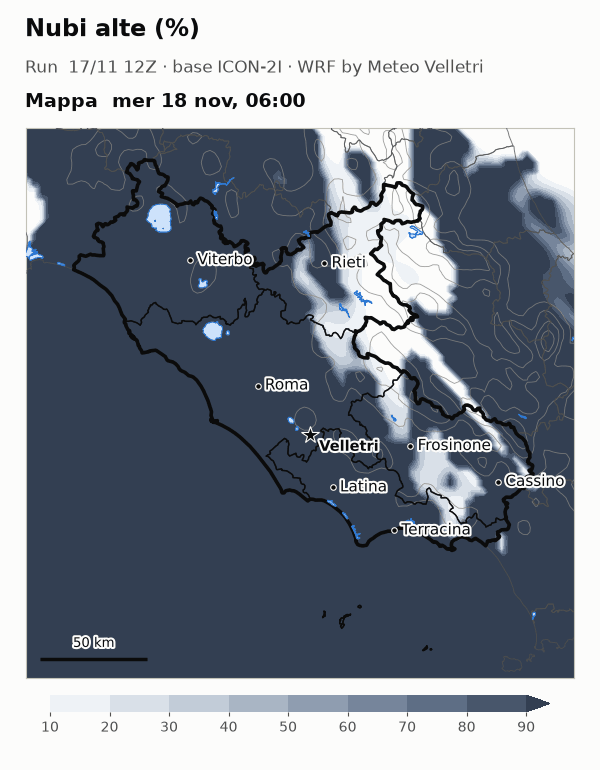 Nubi alte (%)
Run  17/11 12Z · base ICON-2I · WRF by Meteo Velletri
Mappa  mer 18 nov, 06:00
Viterbo
Rieti
Roma
Velletri
Frosinone
Cassino
Latina
Terracina
50 km
10 20 30 40 50 60 70 80 90